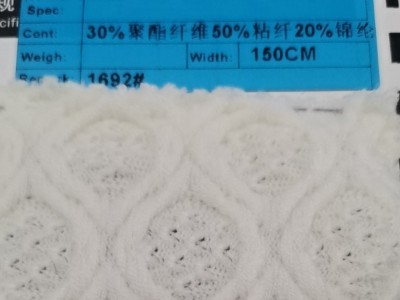 规 Spec:
Cont: 30%聚酯纤维50%粘纤20%锦纶
Weigh: Width: 150CM
1692#